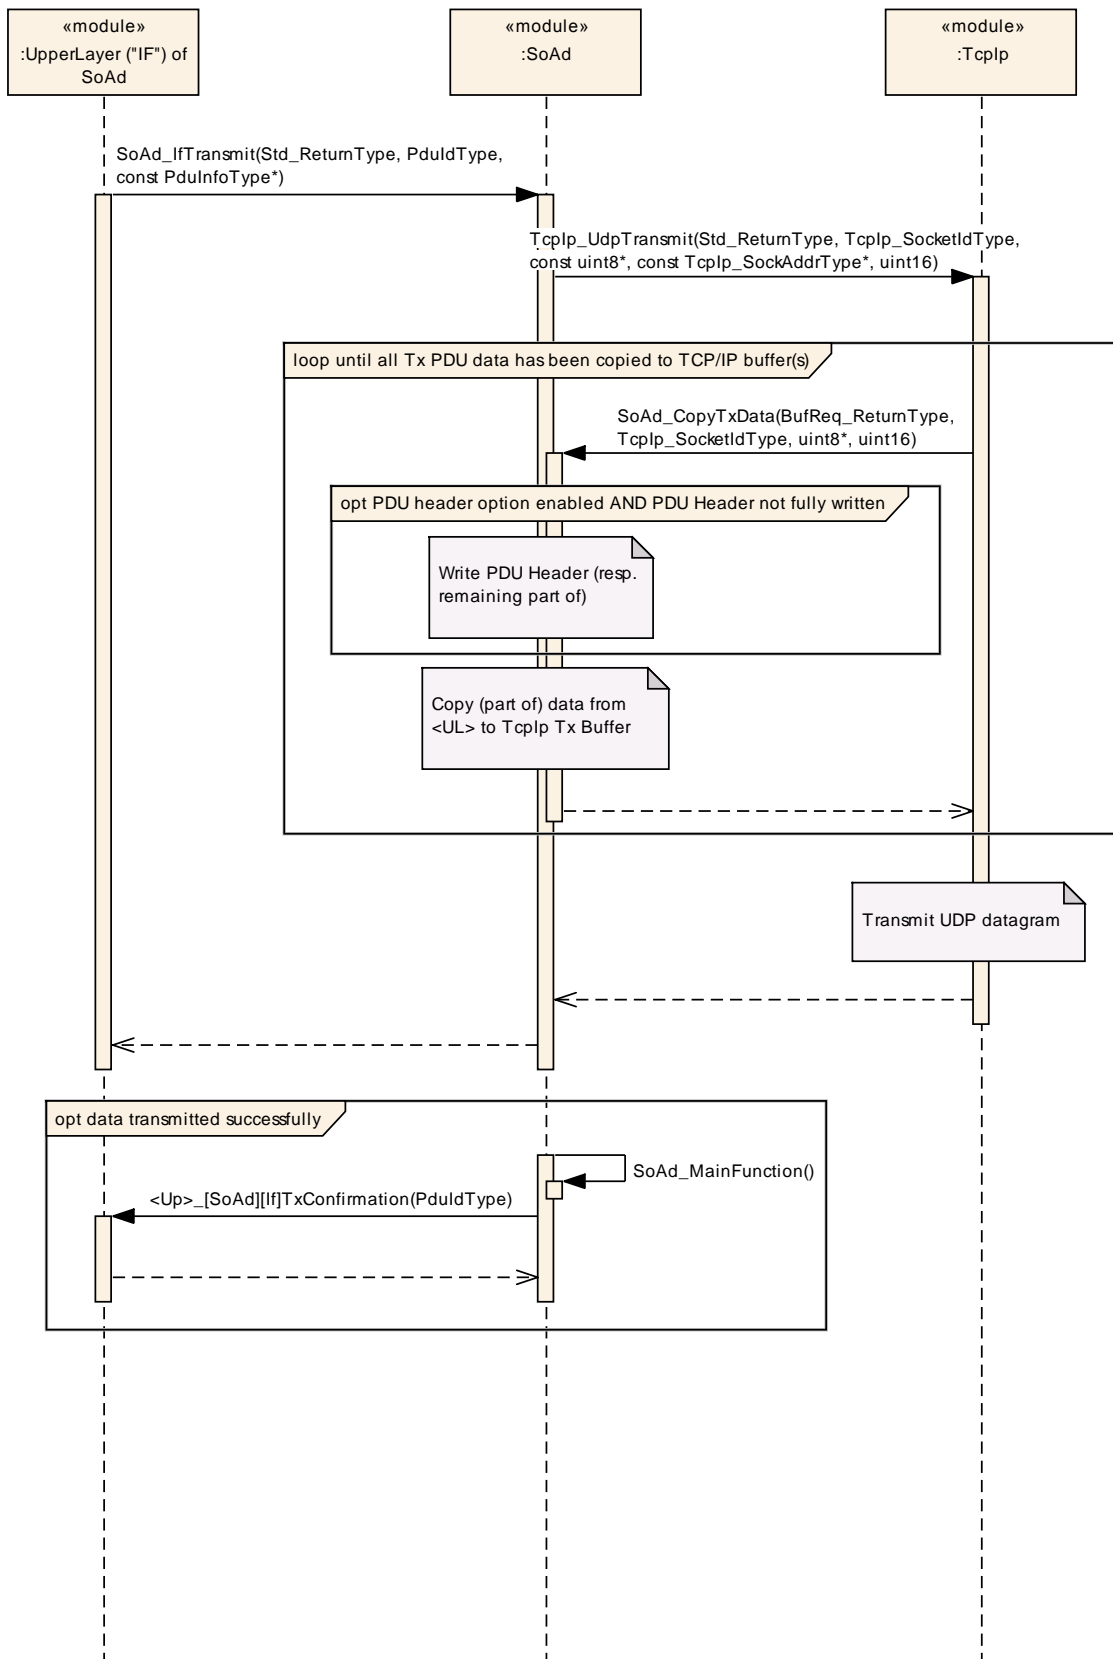 «module»
:UpperLayer ("IF") of
SoAd
«module»
:SoAd
«module»
:TcpIp
SoAd_IfTransmit(Std_ReturnType, PduIdType,
const PduInfoType*)
TcpIp_UdpTransmit(Std_ReturnType, TcpIp_SocketIdType,
const uint8*, const TcpIp_SockAddrType*, uint16)
loop until all Tx PDU data has been copied to TCP/IP buffer(s)
SoAd_CopyTxData(BufReq_ReturnType,
TcpIp_SocketIdType, uint8*, uint16)
opt PDU header option enabled AND PDU Header not fully written
Write PDU Header (resp.
remaining part of)
Copy (part of) data from
<UL> to TcpIp Tx Buffer
Transmit UDP datagram
opt data transmitted successfully
SoAd_MainFunction()
<Up>_[SoAd][If]TxConfirmation(PduIdType)